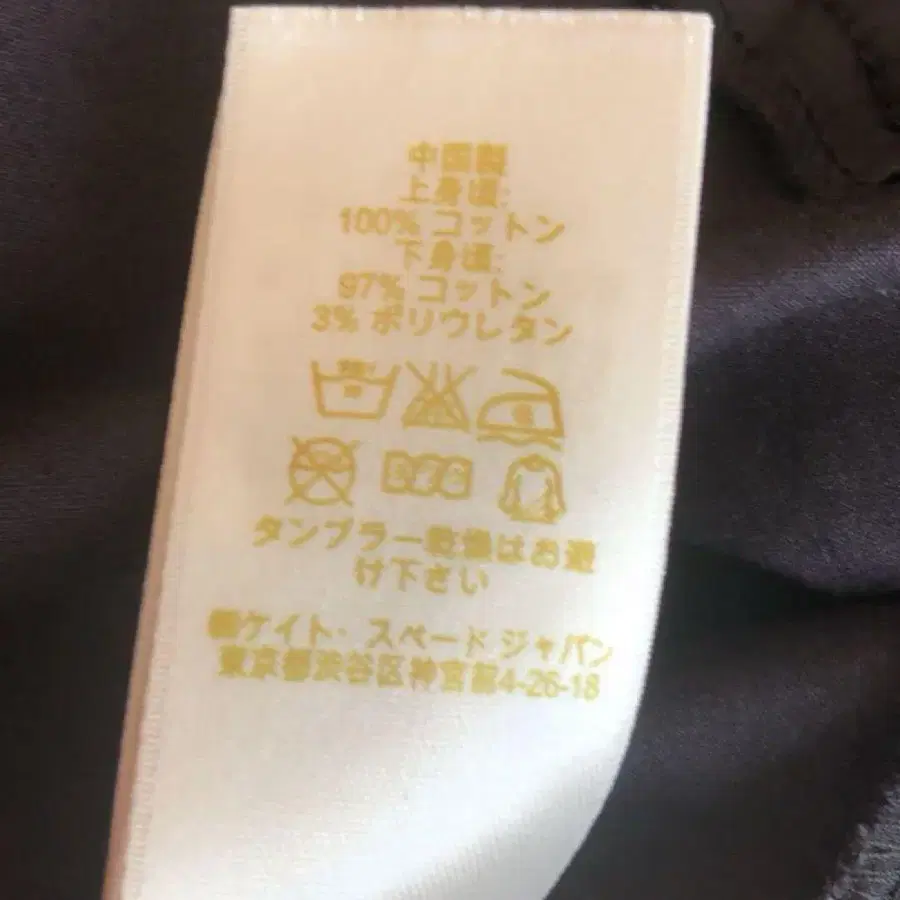 中国製
上身頃:
100% コットン
下身頃:
97% コットン
3% ポリウレタン
タンブラー乾燥はお避
け下さい
ケイト・スペード ジャパン
東京都渋谷区神宮前4-26-18